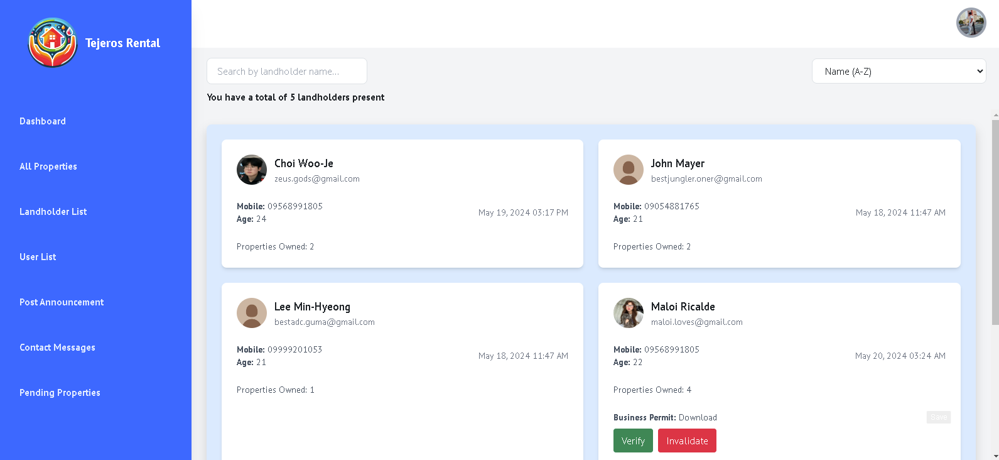 Tejeros Rental
Dashboard
All Properties
Landholder List
User List
Post Announcement
Contact Messages
Pending Properties
Search by landholder name...
Name (A-Z)
You have a total of 5 landholders present
Choi Woo-Je
zeus.gods@gmail.com
Mobile: 09568991805
Age: 24
May 19, 2024 03:17 PM
Properties Owned: 2
John Mayer
bestjungler.oner@gmail.com
Mobile: 09054881765
Age: 21
May 18, 2024 11:47 AM
Properties Owned: 2
Lee Min-Hyeong
bestadc.guma@gmail.com
Mobile: 09999201053
Age: 21
May 18, 2024 11:47 AM
Properties Owned: 1
Maloi Ricalde
maloi.loves@gmail.com
Mobile: 09568991805
Age: 22
May 20, 2024 03:24 AM
Properties Owned: 4
Business Permit: Download
Save
Verify
Invalidate